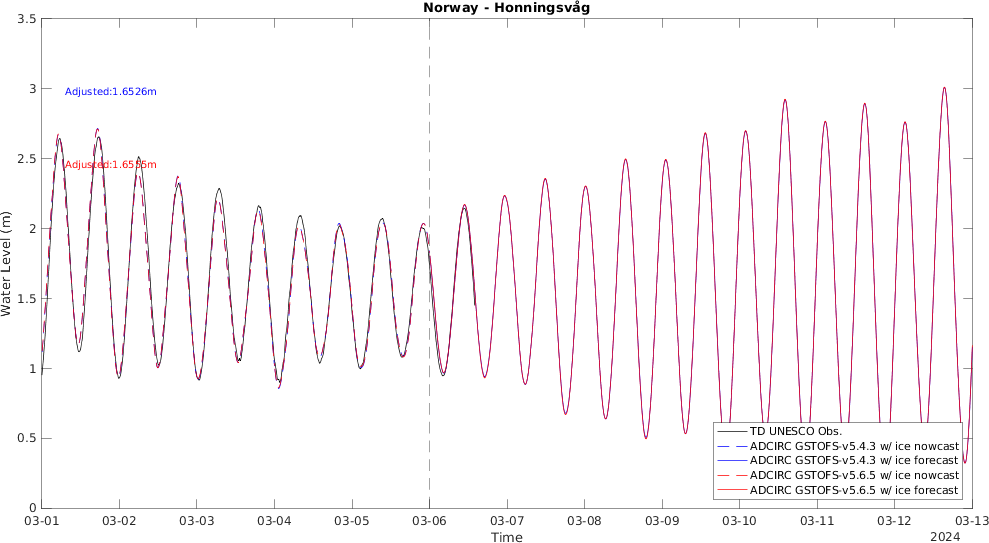 Norway - Honningsvåg
3.5
3
2.5
2
1.5
1
0.5
0
Water Level (m)
Adjusted:1.6526m
Adjusted:1.6535m
TD UNESCO Obs.
ADCIRC GSTOFS-v5.4.3 w/ ice nowcast
ADCIRC GSTOFS-v5.4.3 w/ ice forecast
ADCIRC GSTOFS-v5.6.5 w/ ice nowcast
ADCIRC GSTOFS-v5.6.5 w/ ice forecast
03-01 03-02 03-03 03-04 03-05 03-06 03-07 03-08 03-09 03-10 03-11 03-12 03-13
Time
2024